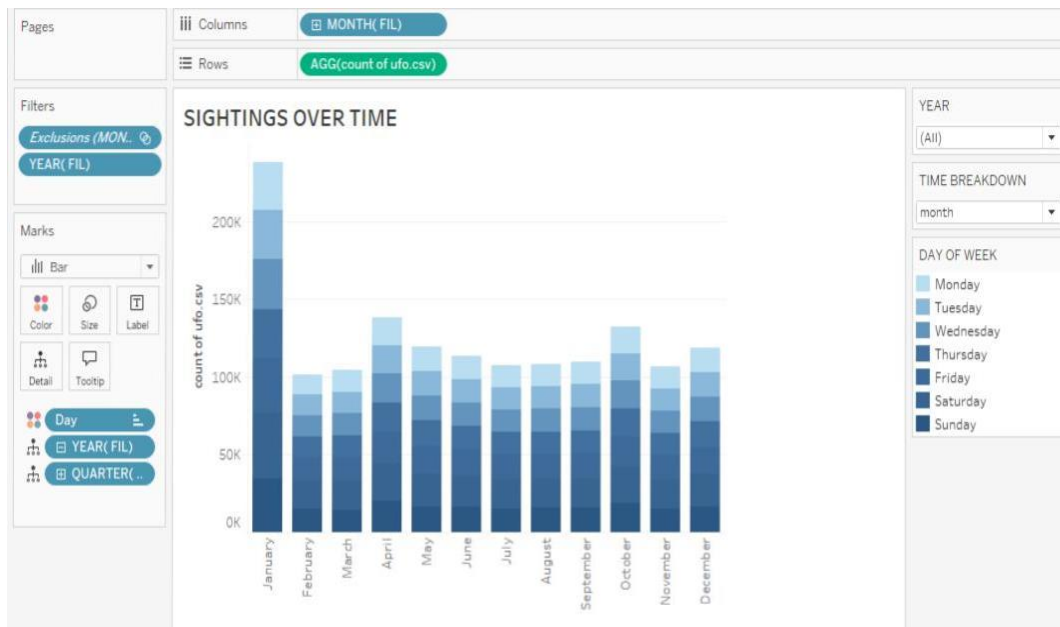 Pages
Columns
MONTH( FIL)
Rows
AGG(count of ufo.csv)
Filters
Exclusions (MON..
YEAR( FIL)
Marks
Bar
Color
Size
Label
Detail
Tooltip
Day
YEAR( FIL)
QUARTER( ..
SIGHTINGS OVER TIME
count of ufo.csv
200K
150K
100K
50K
0K
January
February
March
April
May
June
July
August
September
October
November
December
YEAR
(All)
TIME BREAKDOWN
month
DAY OF WEEK
Monday
Tuesday
Wednesday
Thursday
Friday
Saturday
Sunday